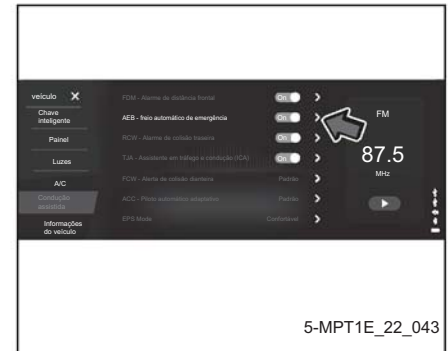 veículo X
Chave
inteligente
Painel
Luzes
A/C
Condução
assistida
Informações
do veículo
FDM - Alarme de distância frontal On
AEB - freio automático de emergência On
RCW - Alarme de colisão traseira On
TJA - Assistente em tráfego e condução (ICA) On
FCW - Alerta de colisão dianteira Padrão
ACC - Piloto automático adaptativo Padrão
EPS Mode Confortável
FM
87.5
MHz
5-MPT1E_22_043